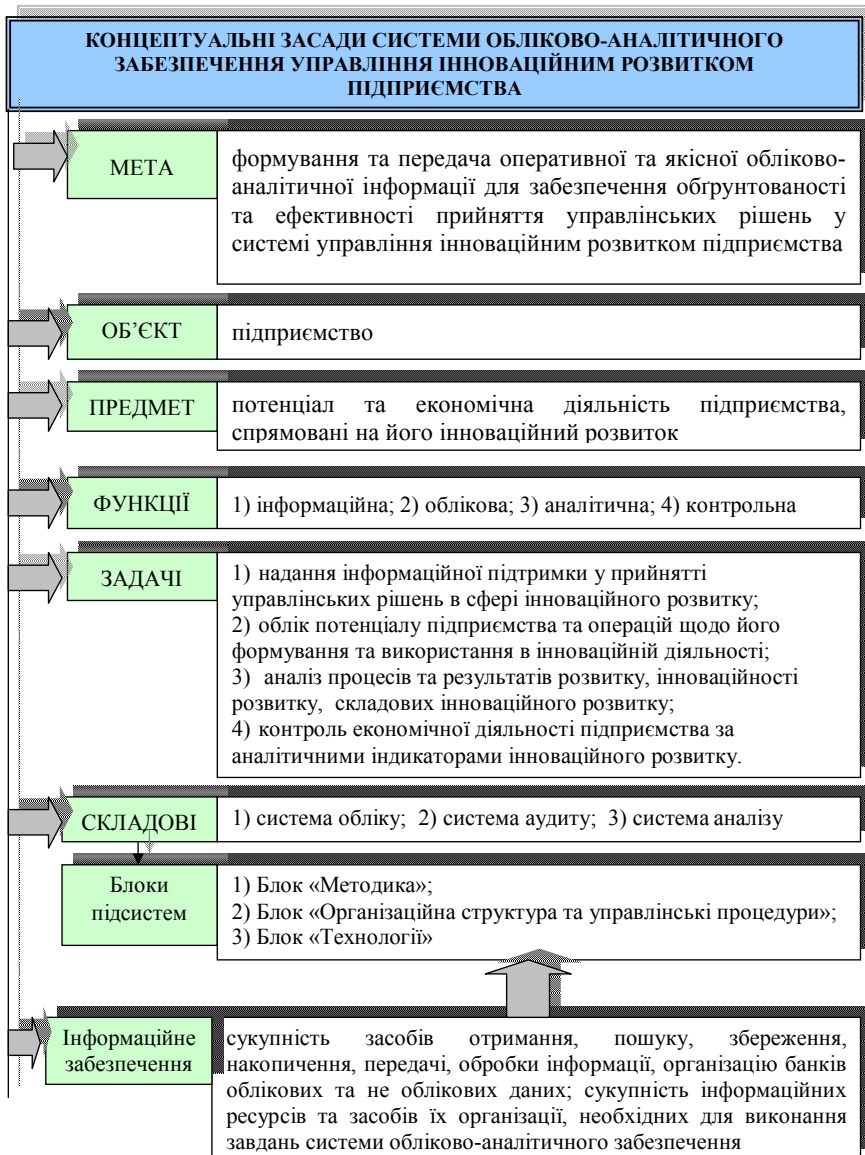 КОНЦЕПТУАЛЬНІ ЗАСАДИ СИСТЕМИ ОБЛІКОВО-АНАЛІТИЧНОГО
ЗАБЕЗПЕЧЕННЯ УПРАВЛІННЯ ІННОВАЦІЙНИМ РОЗВИТКОМ
ПІДПРИЄМСТВА
МЕТА
формування та передача оперативної та якісної обліково-
аналітичної інформації для забезпечення обґрунтованості
та ефективності прийняття управлінських рішень у
системі управління інноваційним розвитком підприємства
ОБ’ЄКТ
підприємство
ПРЕДМЕТ
потенціал та економічна діяльність підприємства,
спрямовані на його інноваційний розвиток
ФУНКЦІЇ
1) інформаційна; 2) облікова; 3) аналітична; 4) контрольна
ЗАДАЧІ
1) надання інформаційної підтримки у прийнятті
управлінських рішень в сфері інноваційного розвитку;
2) облік потенціалу підприємства та операцій щодо його
формування та використання в інноваційній діяльності;
3) аналіз процесів та результатів розвитку, інноваційності
розвитку, складових інноваційного розвитку;
4) контроль економічної діяльності підприємства за
аналітичними індикаторами інноваційного розвитку.
СКЛАДОВІ
1) система обліку; 2) система аудиту; 3) система аналізу
Блоки
підсистем
1) Блок «Методика»;
2) Блок «Організаційна структура та управлінські процедури»;
3) Блок «Технології»
Інформаційне
забезпечення
сукупність засобів отримання, пошуку, збереження,
накопичення, передачі, обробки інформації, організацію банків
облікових та не облікових даних; сукупність інформаційних
ресурсів та засобів їх організації, необхідних для виконання
завдань системи обліково-аналітичного забезпечення